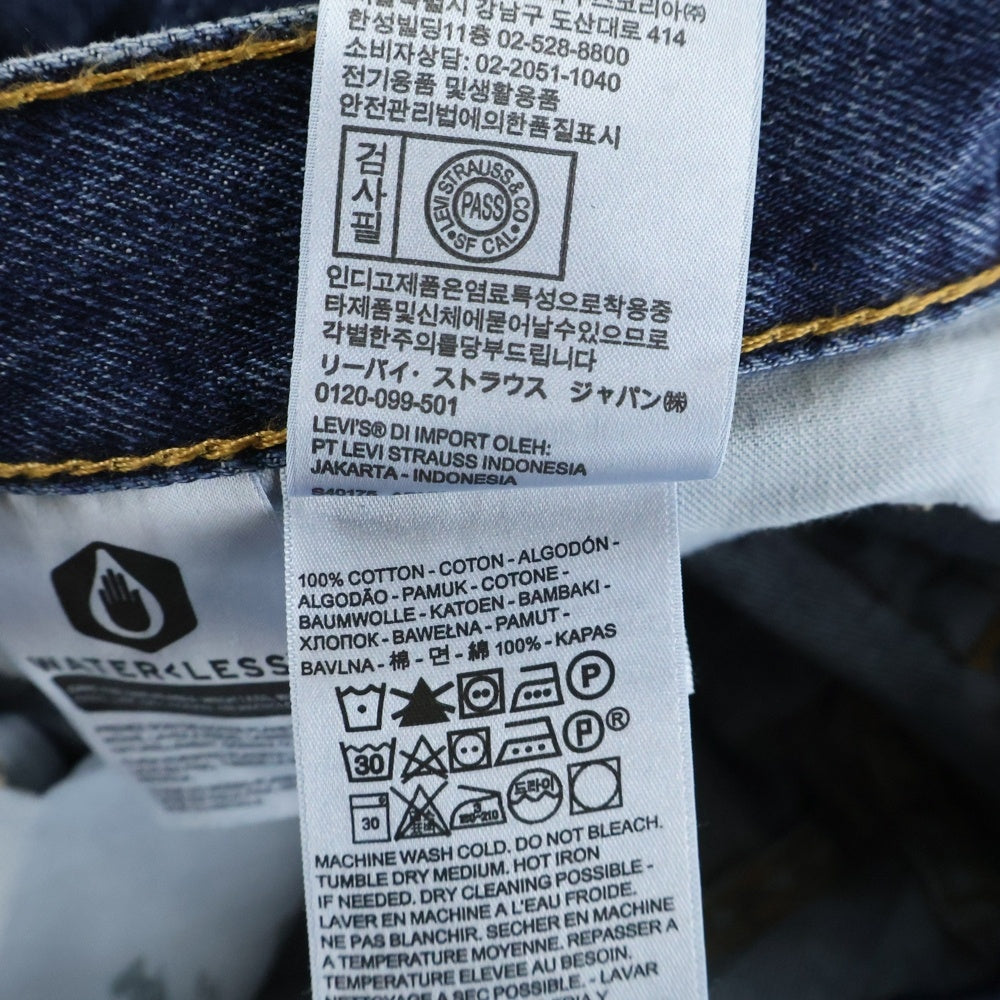 강남구 도산대로 414
한성빌딩11층 02-528-8800
소비자상담: 02-2051-1040
전기용품 및생활용품
안전관리법에의한품질표시
검사필
LEVI STRAUSS & CO
PASS
SF CAL
인디고제품은염료특성으로착용중
타제품및신체에묻어날수있으므로
각별한주의를당부드립니다
リーバイ・ストラウス ジャパン㈱
0120-099-501
LEVI'S® DI IMPORT OLEH:
PT LEVI STRAUSS INDONESIA
JAKARTA - INDONESIA
100% COTTON - COTON - ALGODÓN -
ALGODÃO - PAMUK - COTONE -
BAUMWOLLE - KATOEN - BAMBAKI -
ХЛОПОК - BAWEŁNA - PAMUT -
BAVLNA - 棉 - 면 - 綿 100% - KAPAS
WATER<LESS
P
30 P ®
30 3 드라이
MACHINE WASH COLD. DO NOT BLEACH.
TUMBLE DRY MEDIUM. HOT IRON
IF NEEDED. DRY CLEANING POSSIBLE -
LAVER EN MACHINE A L'EAU FROIDE.
NE PAS BLANCHIR. SECHER EN MACHINE
A TEMPERATURE MOYENNE. REPASSER A
TEMPERATURE ELEVEE AU BESOIN.
NETTOYAGE A SEC POSSIBLE. - LAVAR